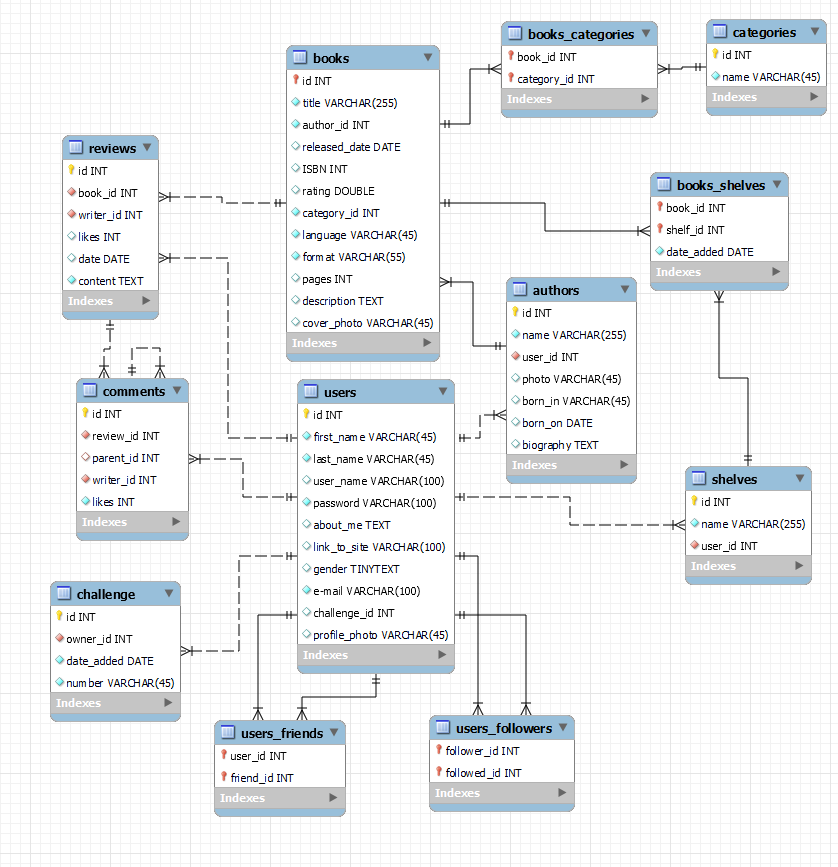 books_categories
book_id INT
category_id INT
Indexes
categories
id INT
name VARCHAR(45)
Indexes
books
id INT
title VARCHAR(255)
author_id INT
released_date DATE
ISBN INT
rating DOUBLE
category_id INT
language VARCHAR(45)
format VARCHAR(55)
pages INT
description TEXT
cover_photo VARCHAR(45)
Indexes
reviews
id INT
book_id INT
writer_id INT
likes INT
date DATE
content TEXT
Indexes
books_shelves
book_id INT
shelf_id INT
date_added DATE
Indexes
authors
id INT
name VARCHAR(255)
user_id INT
photo VARCHAR(45)
born_in VARCHAR(45)
born_on DATE
biography TEXT
Indexes
comments
id INT
review_id INT
parent_id INT
writer_id INT
likes INT
Indexes
users
id INT
first_name VARCHAR(45)
last_name VARCHAR(45)
user_name VARCHAR(100)
password VARCHAR(100)
about_me TEXT
link_to_site VARCHAR(100)
gender TINYTEXT
e-mail VARCHAR(100)
challenge_id INT
profile_photo VARCHAR(45)
Indexes
shelves
id INT
name VARCHAR(255)
user_id INT
Indexes
challenge
id INT
owner_id INT
date_added DATE
number VARCHAR(45)
Indexes
users_friends
user_id INT
friend_id INT
Indexes
users_followers
follower_id INT
followed_id INT
Indexes